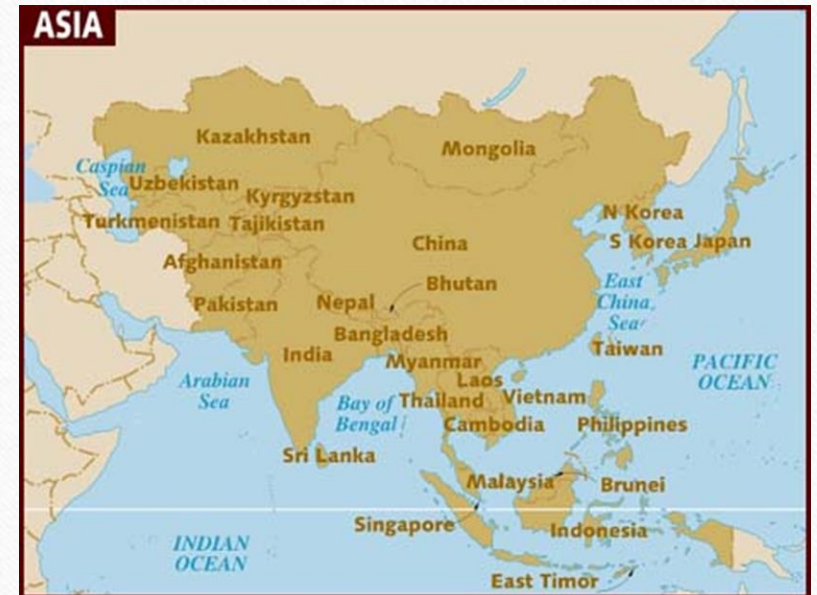 ASIA
Kazakhstan
Mongolia
Caspian
Sea
Uzbekistan
Kyrgyzstan
Turkmenistan
Tajikistan
N Korea
S Korea
Japan
China
Afghanistan
Bhutan
East
China
Sea
Pakistan
Nepal
Bangladesh
Taiwan
India
Myanmar
PACIFIC
OCEAN
Arabian
Sea
Laos
Bay of
Bengal
Thailand
Vietnam
Cambodia
Philippines
Sri Lanka
Malaysia
Brunei
Singapore
Indonesia
INDIAN
OCEAN
East Timor